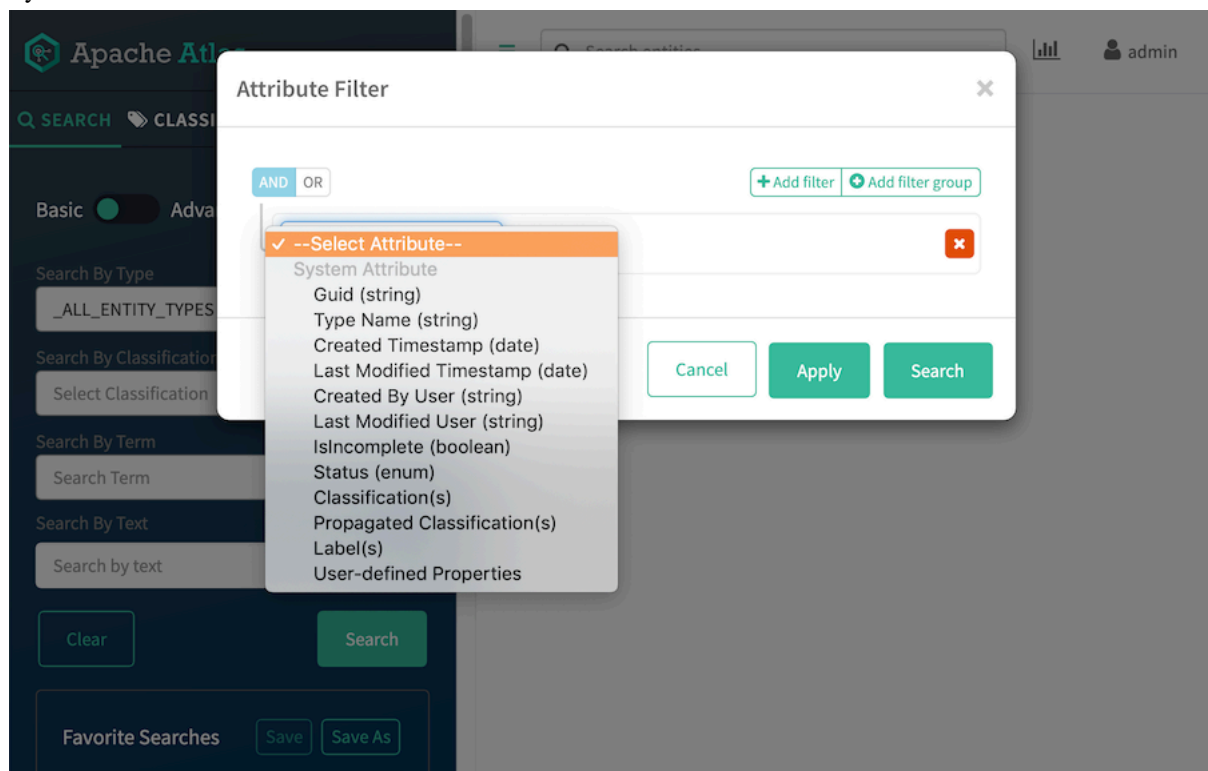 Apache Atl
admin
Attribute Filter
SEARCH CLASSI
AND OR
Add filter Add filter group
Basic Adva
--Select Attribute--
System Attribute
Guid (string)
Type Name (string)
Created Timestamp (date)
Last Modified Timestamp (date)
Created By User (string)
Last Modified User (string)
IsIncomplete (boolean)
Status (enum)
Classification(s)
Propagated Classification(s)
Label(s)
User-defined Properties
Search By Type
_ALL_ENTITY_TYPES
Search By Classification
Select Classification
Search By Term
Search Term
Search By Text
Search by text
Cancel Apply Search
Clear Search
Favorite Searches Save Save As